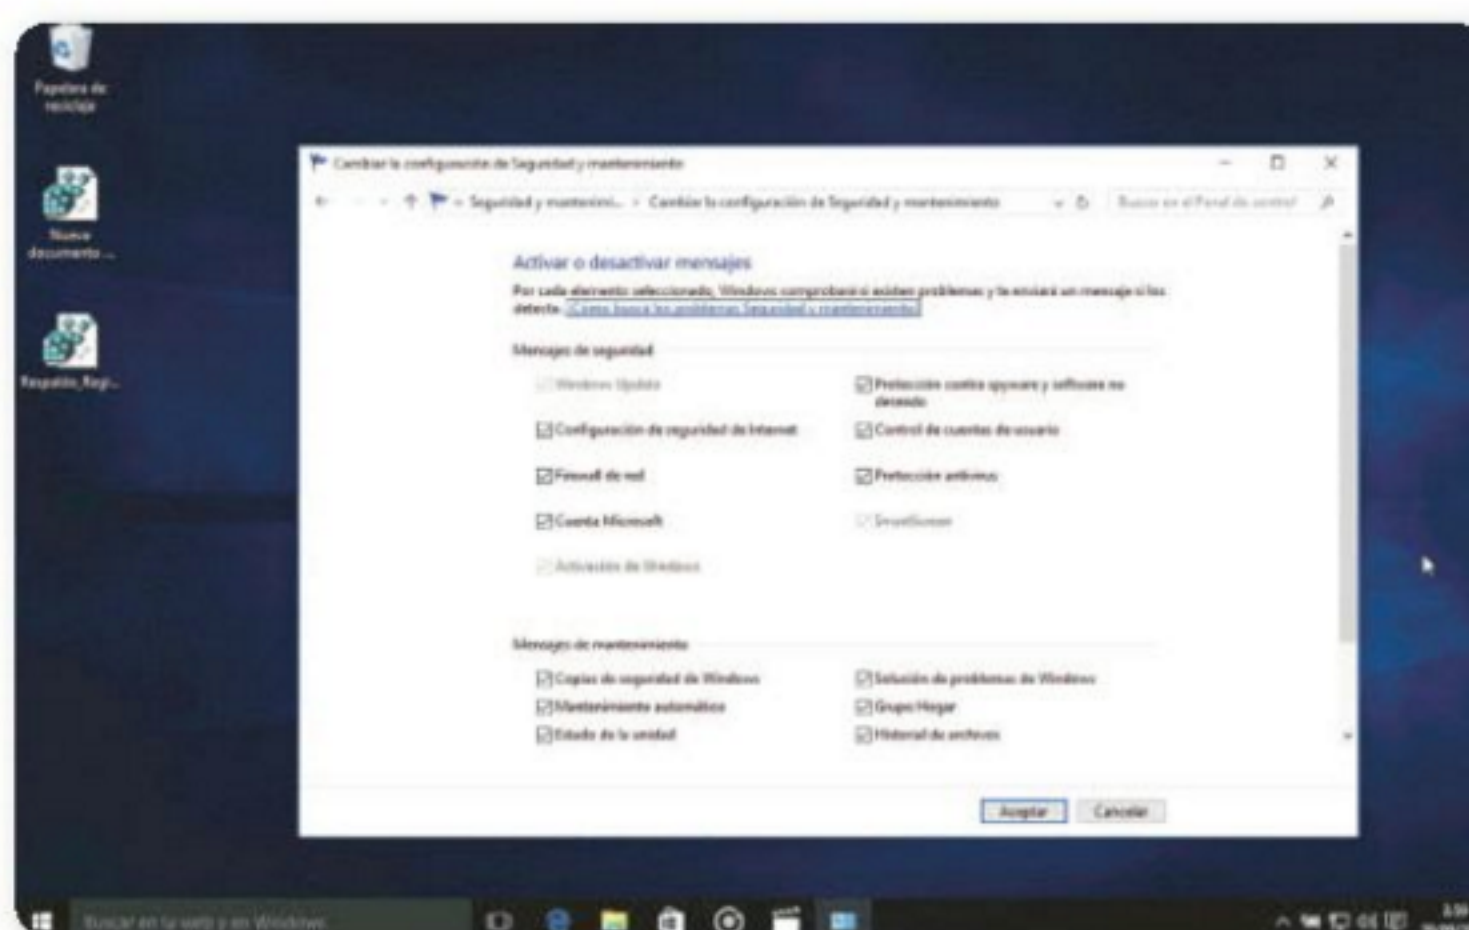 Papelera de
reciclaje
Nuevo
documento ...
Respaldo_Regi...
Cambiar la configuración de Seguridad y mantenimiento
« Seguridad y mantenimi... › Cambiar la configuración de Seguridad y mantenimiento
Buscar en el Panel de control
Activar o desactivar mensajes
Por cada elemento seleccionado, Windows comprobará si existen problemas y te enviará un mensaje si los
detecta. ¿Cómo busca los problemas Seguridad y mantenimiento?
Mensajes de seguridad
Windows Update
Protección contra spyware y software no
deseado
Configuración de seguridad de Internet
Control de cuentas de usuario
Firewall de red
Protección antivirus
Cuenta Microsoft
SmartScreen
Activación de Windows
Mensajes de mantenimiento
Copias de seguridad de Windows
Solución de problemas de Windows
Mantenimiento automático
Grupo Hogar
Estado de la unidad
Historial de archivos
Aceptar
Cancelar
Buscar en la web y en Windows